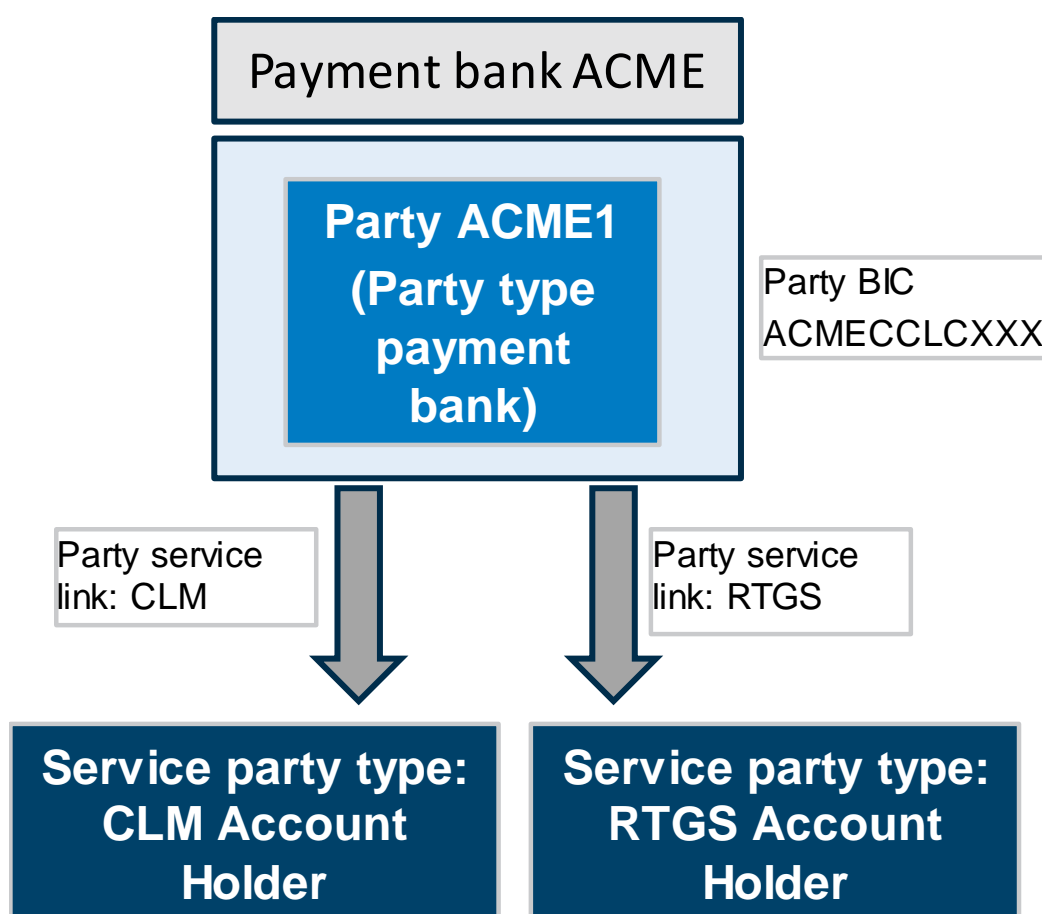 Payment bank ACME
Party ACME1
(Party type
payment
bank)
Party BIC
ACMECCLCXXX
Party service
link: CLM
Party service
link: RTGS
Service party type:
CLM Account
Holder
Service party type:
RTGS Account
Holder